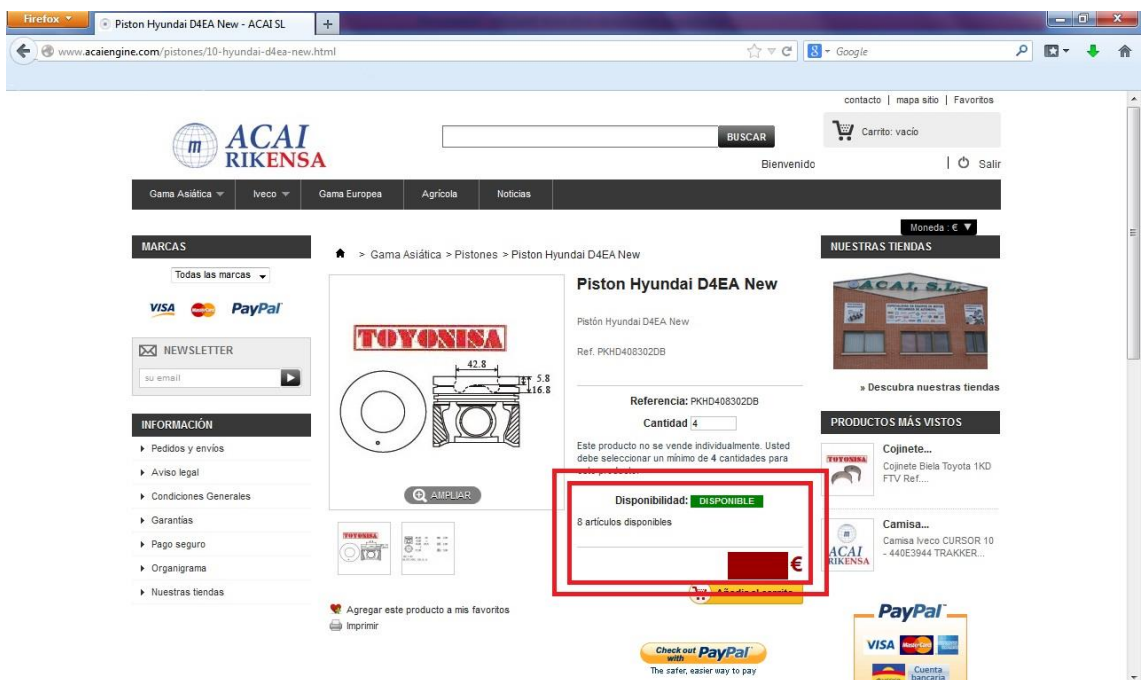 Firefox
Piston Hyundai D4EA New - ACAI SL
www.acaiengine.com/pistones/10-hyundai-d4ea-new.html
Google
contacto | mapa sitio | Favoritos
m ACAI
RIKENSA
BUSCAR
Carrito: vacío
Bienvenido
| Salir
Gama Asiática
Iveco
Gama Europea
Agrícola
Noticias
Moneda : €
MARCAS
Todas las marcas
VISA MasterCard PayPal
NEWSLETTER
su email
INFORMACIÓN
Pedidos y envíos
Aviso legal
Condiciones Generales
Garantías
Pago seguro
Organigrama
Nuestras tiendas
> Gama Asiática > Pistones > Piston Hyundai D4EA New
TOYONISA
42.8
5.8
16.8
AMPLIAR
TOYONISA
Agregar este producto a mis favoritos
Imprimir
Piston Hyundai D4EA New
Pistón Hyundai D4EA New
Ref. PKHD408302DB
Referencia: PKHD408302DB
Cantidad 4
Este producto no se vende individualmente. Usted
debe seleccionar un mínimo de 4 cantidades para
Disponibilidad: DISPONIBLE
8 artículos disponibles
€
Añadir al carrito
Check out
with PayPal
The safer, easier way to pay
NUESTRAS TIENDAS
ACAI, S.L.
» Descubra nuestras tiendas
PRODUCTOS MÁS VISTOS
TOYONISA
Cojinete...
Cojinete Biela Toyota 1KD
FTV Ref....
m
ACAI
RIKENSA
Camisa...
Camisa Iveco CURSOR 10
- 440E3944 TRAKKER...
PayPal
VISA MasterCard
Cuenta
bancaria